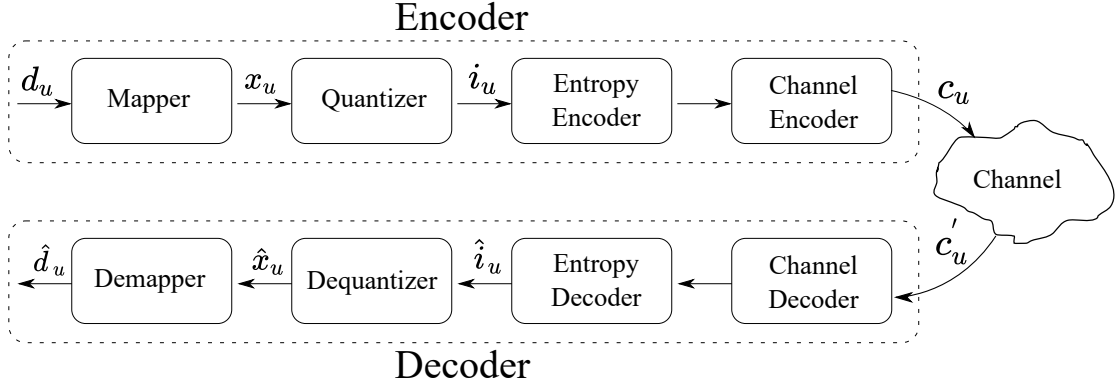 Encoder
d_u Mapper x_u Quantizer i_u Entropy Encoder Channel Encoder c_u
Channel
c'_u
d̂_u Demapper x̂_u Dequantizer î_u Entropy Decoder Channel Decoder
Decoder